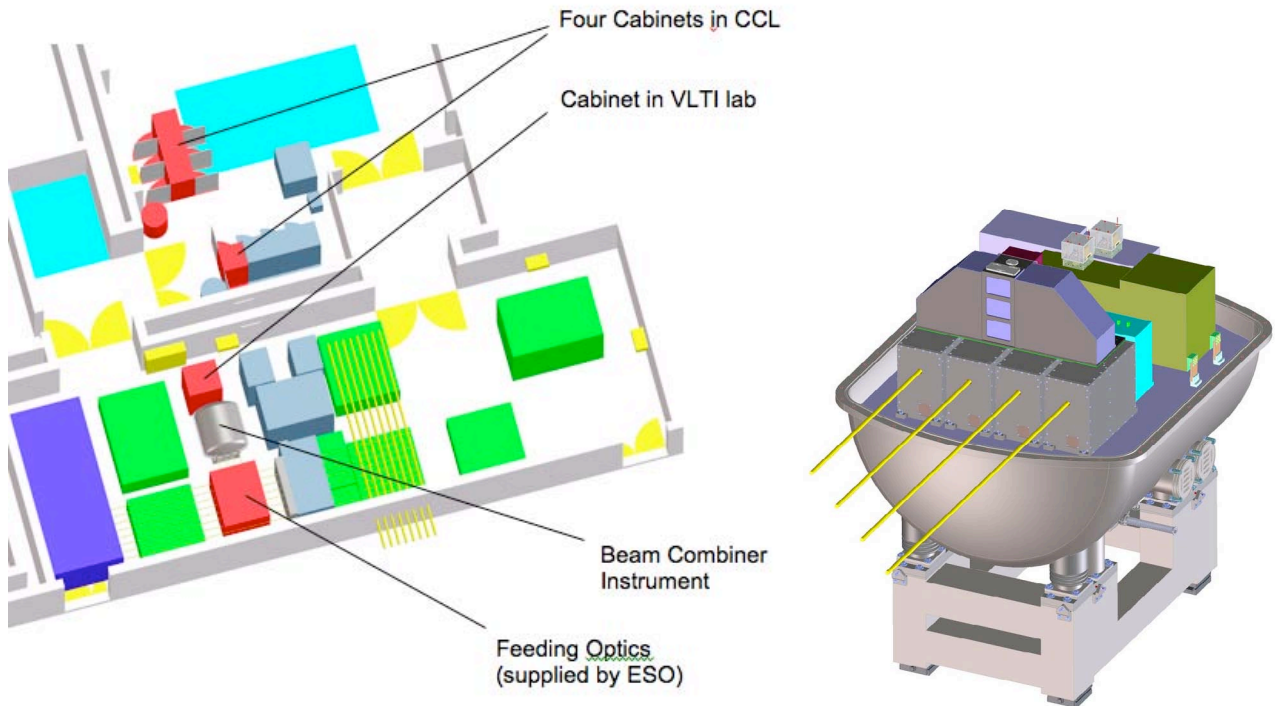 Four Cabinets in CCL
Cabinet in VLTI lab
Beam Combiner
Instrument
Feeding Optics
(supplied by ESO)